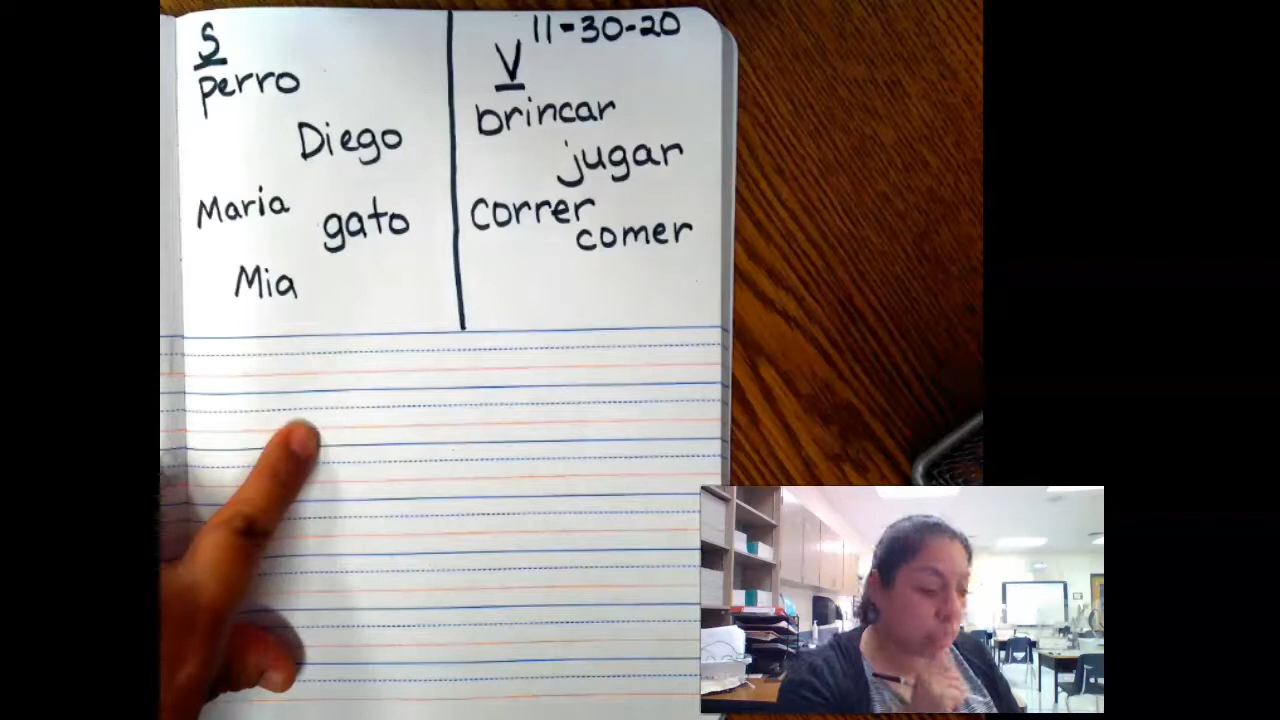 S
perro
Diego
Maria
gato
Mia
11-30-20
V
brincar
jugar
correr
comer